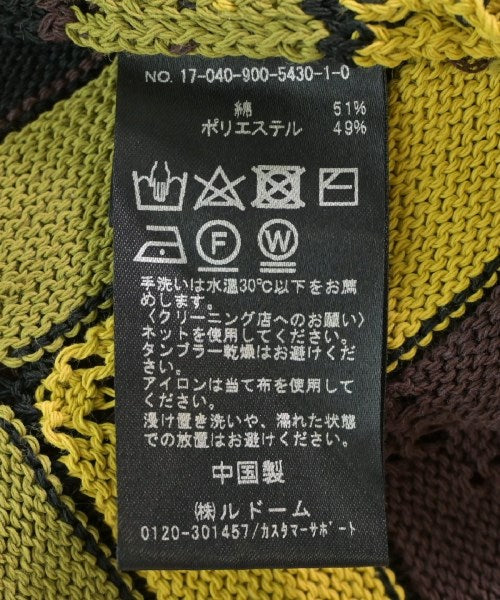 NO. 17-040-900-5430-1-0
綿 51%
ポリエステル 49%
F W
手洗いは水温30℃以下をお薦
めします。
〈クリーニング店へのお願い〉
ネットを使用してください。
タンブラー乾燥はお避けくだ
さい。
アイロンは当て布を使用して
ください。
浸け置き洗いや、濡れた状態
での放置はお避けください。
中国製
㈱ルドーム
0120-301457/カスタマーサポート